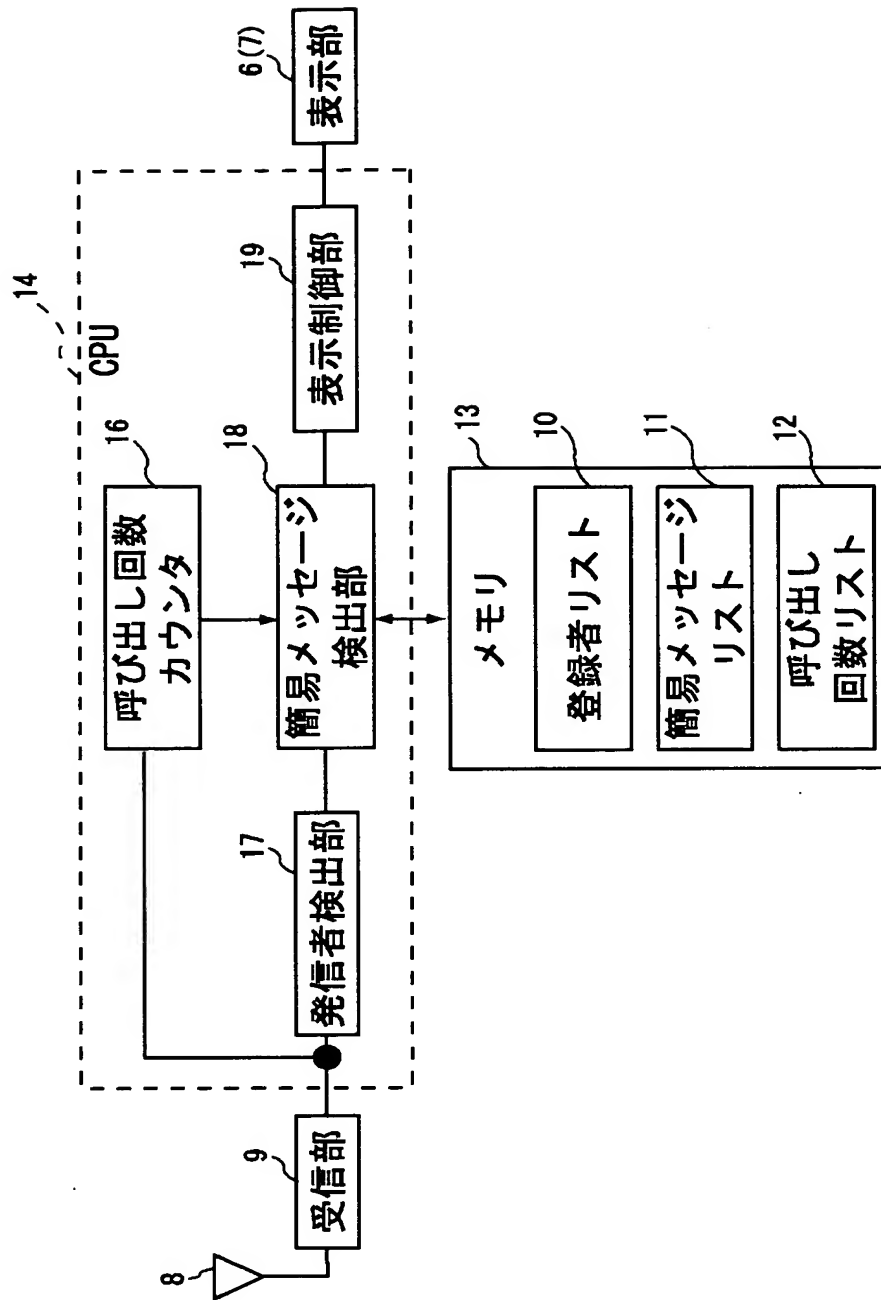 14
CPU
16
呼び出し回数
カウンタ
8
9
受信部
17
発信者検出部
18
簡易メッセージ
検出部
19
表示制御部
6(7)
表示部
13
メモリ
10
登録者リスト
11
簡易メッセージ
リスト
12
呼び出し
回数リスト